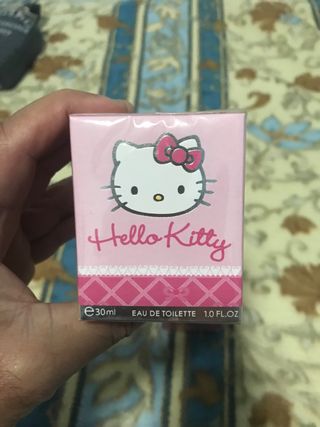 Hello Kitty
℮30ml EAU DE TOILETTE 1.0 FL.OZ